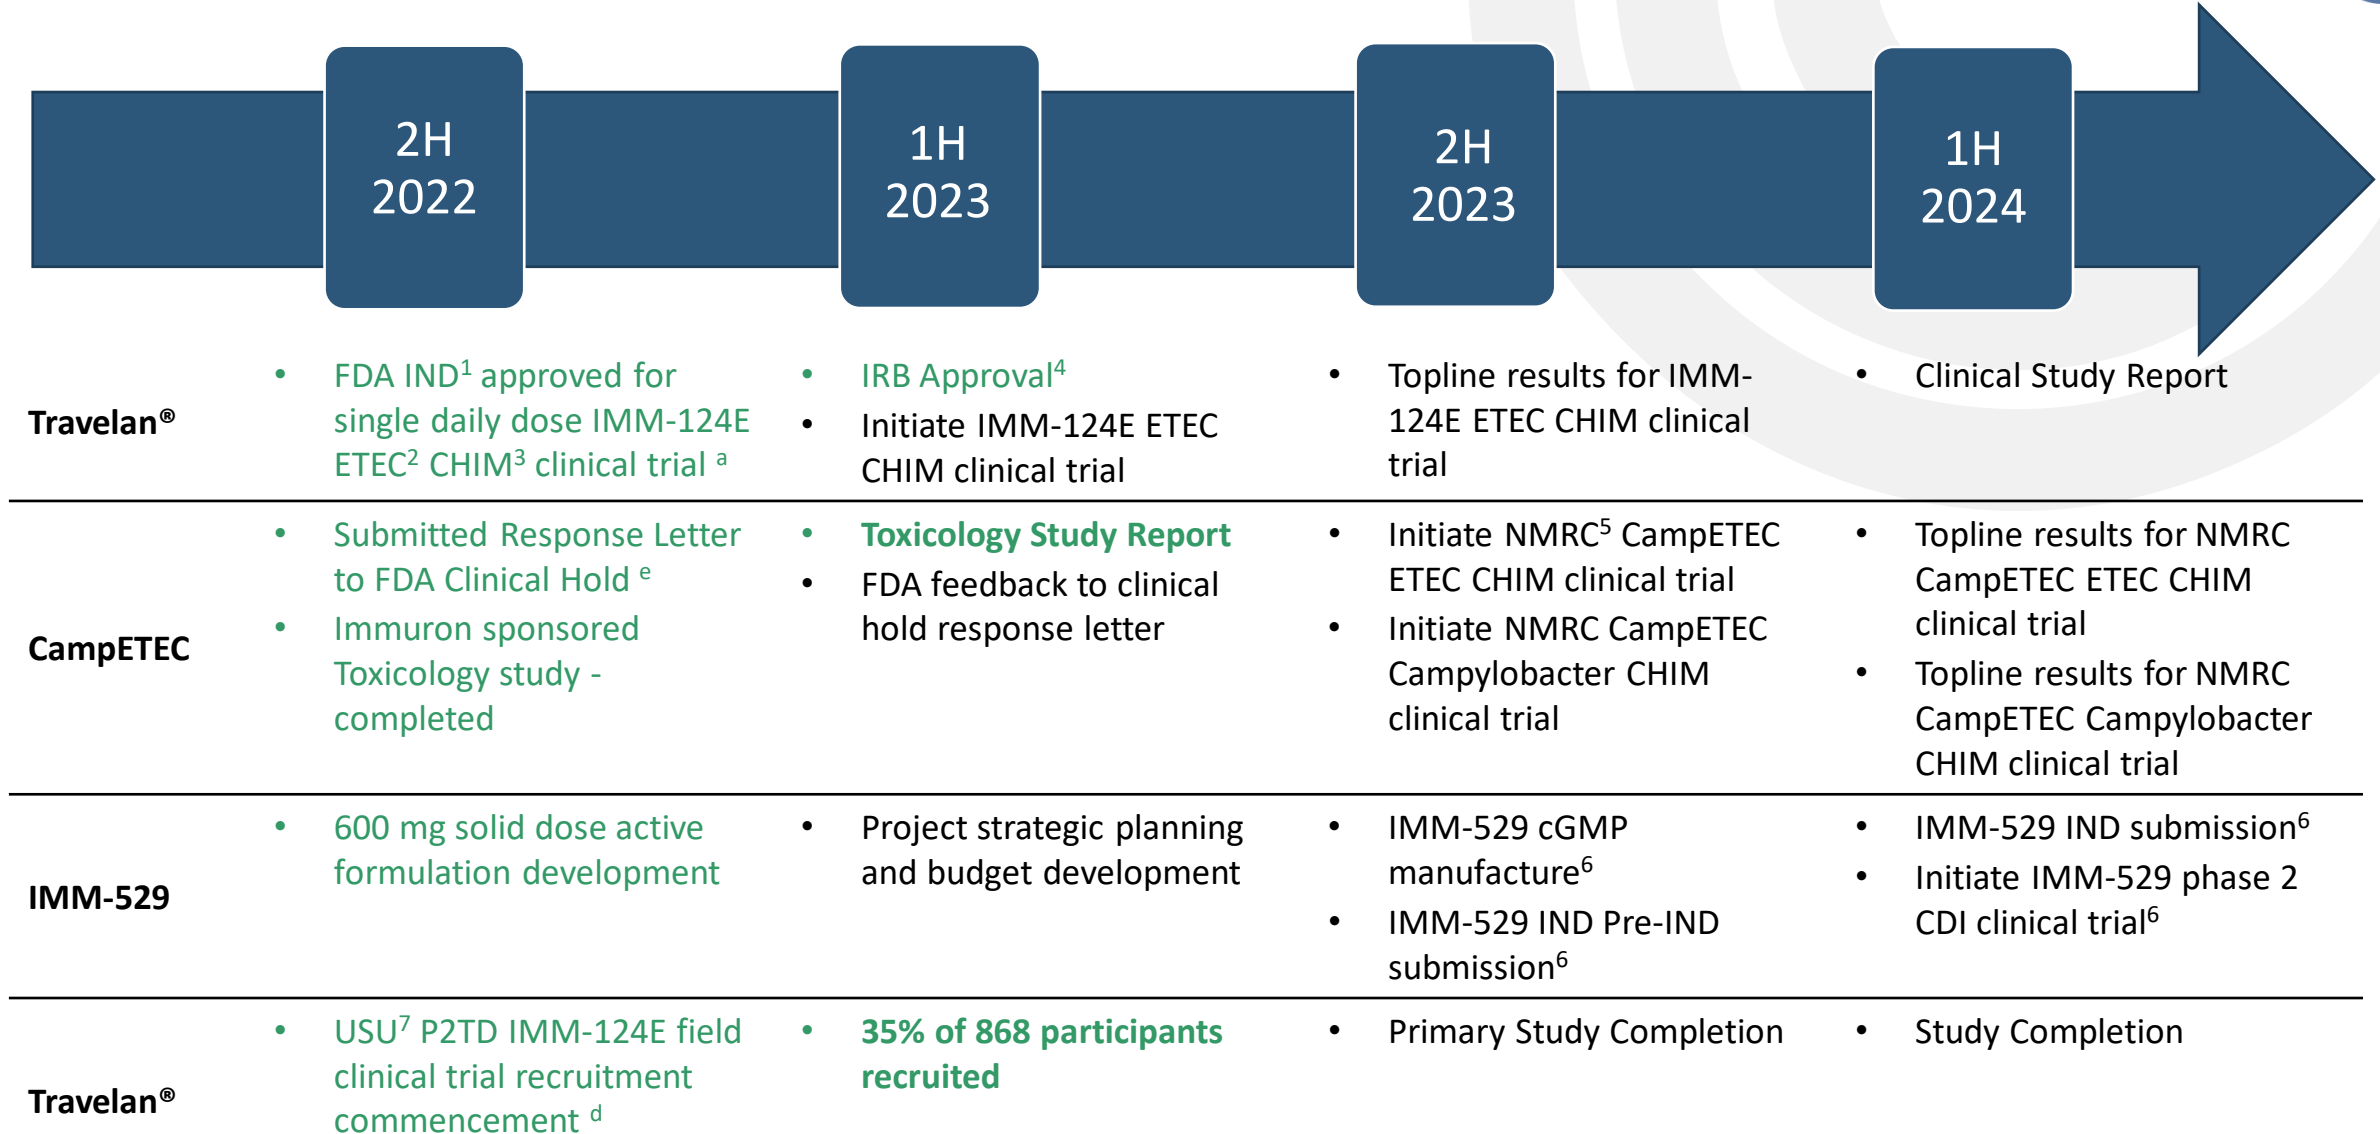 2H
2022
1H
2023
2H
2023
1H
2024
Travelan®
• FDA IND¹ approved for
single daily dose IMM-124E
ETEC² CHIM³ clinical trial ᵃ
• IRB Approval⁴
• Initiate IMM-124E ETEC
CHIM clinical trial
• Topline results for IMM-
124E ETEC CHIM clinical
trial
• Clinical Study Report
CampETEC
• Submitted Response Letter
to FDA Clinical Hold ᵉ
• Immuron sponsored
Toxicology study -
completed
• Toxicology Study Report
• FDA feedback to clinical
hold response letter
• Initiate NMRC⁵ CampETEC
ETEC CHIM clinical trial
• Initiate NMRC CampETEC
Campylobacter CHIM
clinical trial
• Topline results for NMRC
CampETEC ETEC CHIM
clinical trial
• Topline results for NMRC
CampETEC Campylobacter
CHIM clinical trial
IMM-529
• 600 mg solid dose active
formulation development
• Project strategic planning
and budget development
• IMM-529 cGMP
manufacture⁶
• IMM-529 IND Pre-IND
submission⁶
• IMM-529 IND submission⁶
• Initiate IMM-529 phase 2
CDI clinical trial⁶
Travelan®
• USU⁷ P2TD IMM-124E field
clinical trial recruitment
commencement ᵈ
• 35% of 868 participants
recruited
• Primary Study Completion
• Study Completion